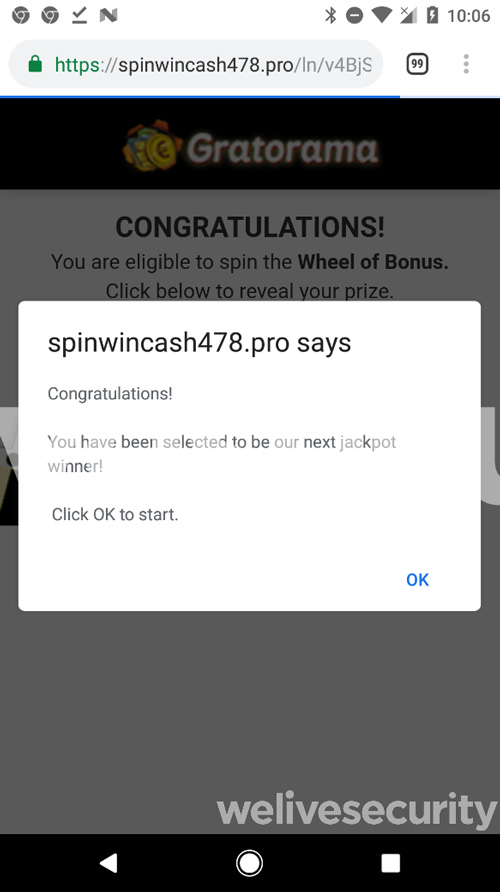 10:06
https://spinwincash478.pro/ln/v4BjS
99
Gratorama
CONGRATULATIONS!
You are eligible to spin the Wheel of Bonus.
Click below to reveal your prize.
spinwincash478.pro says
Congratulations!
You have been selected to be our next jackpot
winner!
Click OK to start.
OK
welivesecurity